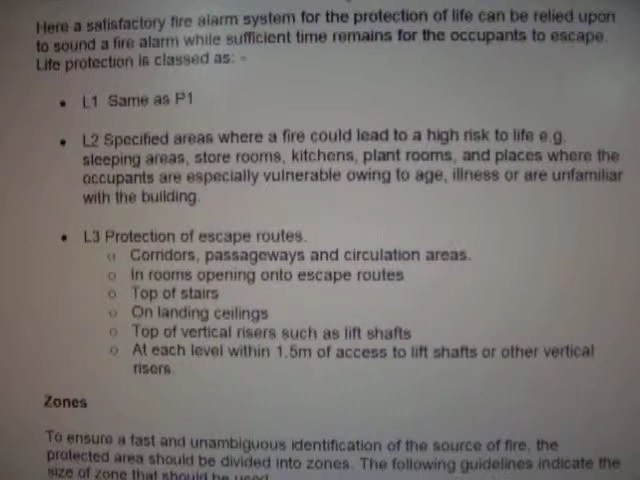 Here a satisfactory fire alarm system for the protection of life can be relied upon
to sound a fire alarm while sufficient time remains for the occupants to escape.
Life protection is classed as: -
• L1 Same as P1
• L2 Specified areas where a fire could lead to a high risk to life e.g.
sleeping areas, store rooms, kitchens, plant rooms, and places where the
occupants are especially vulnerable owing to age, illness or are unfamiliar
with the building.
• L3 Protection of escape routes.
o Corridors, passageways and circulation areas.
o In rooms opening onto escape routes
o Top of stairs
o On landing ceilings
o Top of vertical risers such as lift shafts
o At each level within 1.5m of access to lift shafts or other vertical
risers.
Zones
To ensure a fast and unambiguous identification of the source of fire, the
protected area should be divided into zones. The following guidelines indicate the
size of zone that should be used